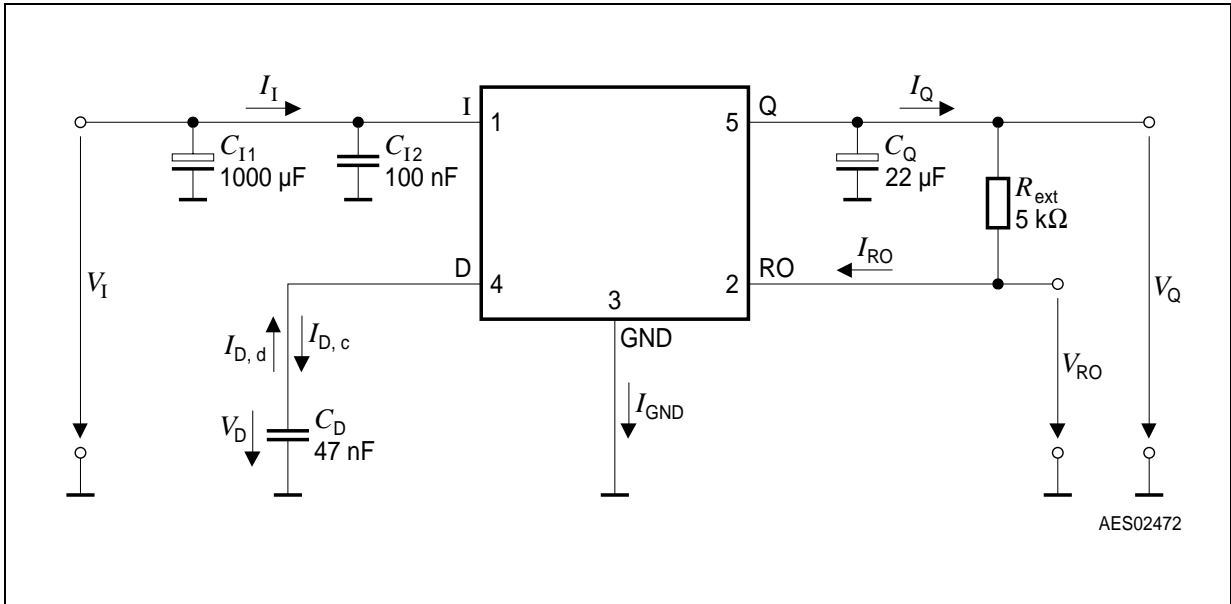 I_I
I
1
C_I1
1000 µF
C_I2
100 nF
Q
5
I_Q
C_Q
22 µF
R_ext
5 kΩ
I_RO
D
4
RO
2
3
GND
V_I
V_Q
I_D, d
I_D, c
V_D
C_D
47 nF
I_GND
V_RO
AES02472